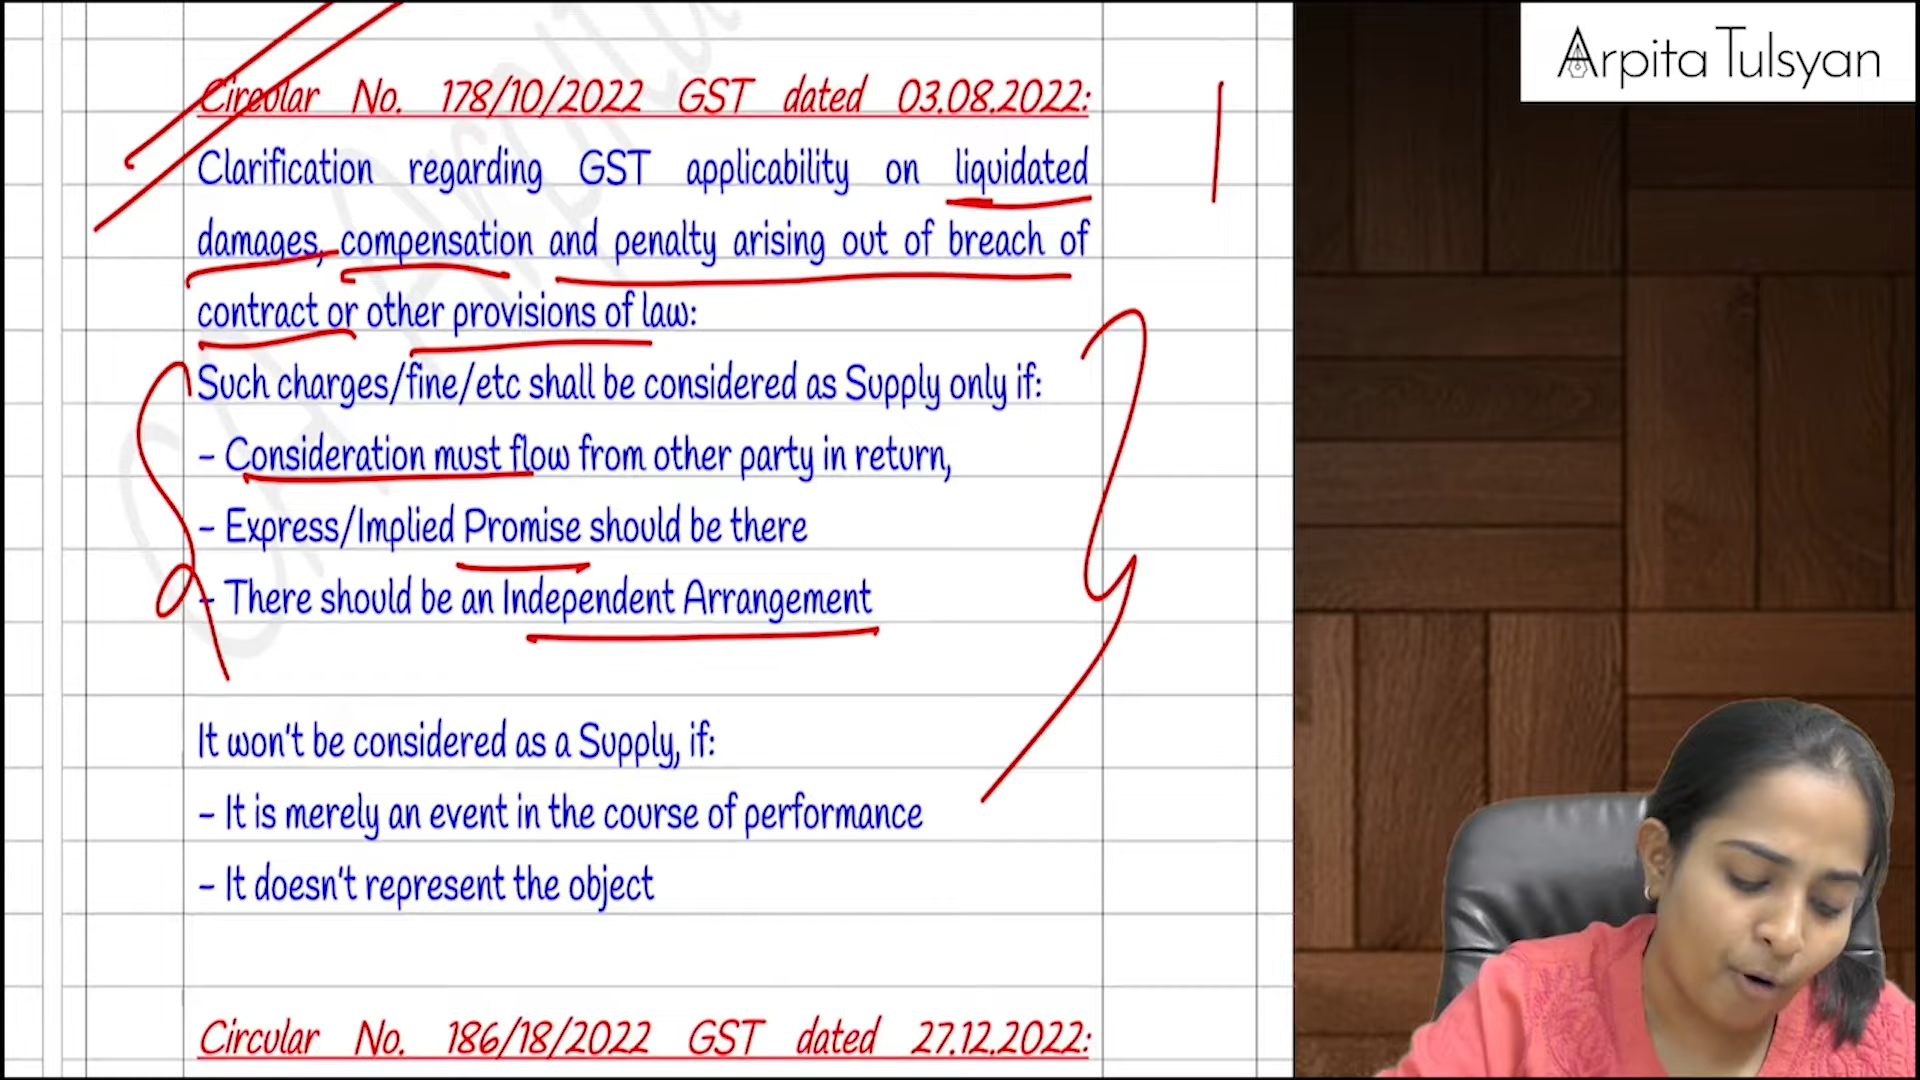 Arpita Tulsyan
Circular No. 178/10/2022 GST dated 03.08.2022:
Clarification regarding GST applicability on liquidated
damages, compensation and penalty arising out of breach of
contract or other provisions of law:
Such charges/fine/etc shall be considered as Supply only if:
- Consideration must flow from other party in return,
- Express/Implied Promise should be there
- There should be an Independent Arrangement
It won't be considered as a Supply, if:
- It is merely an event in the course of performance
- It doesn't represent the object
Circular No. 186/18/2022 GST dated 27.12.2022: